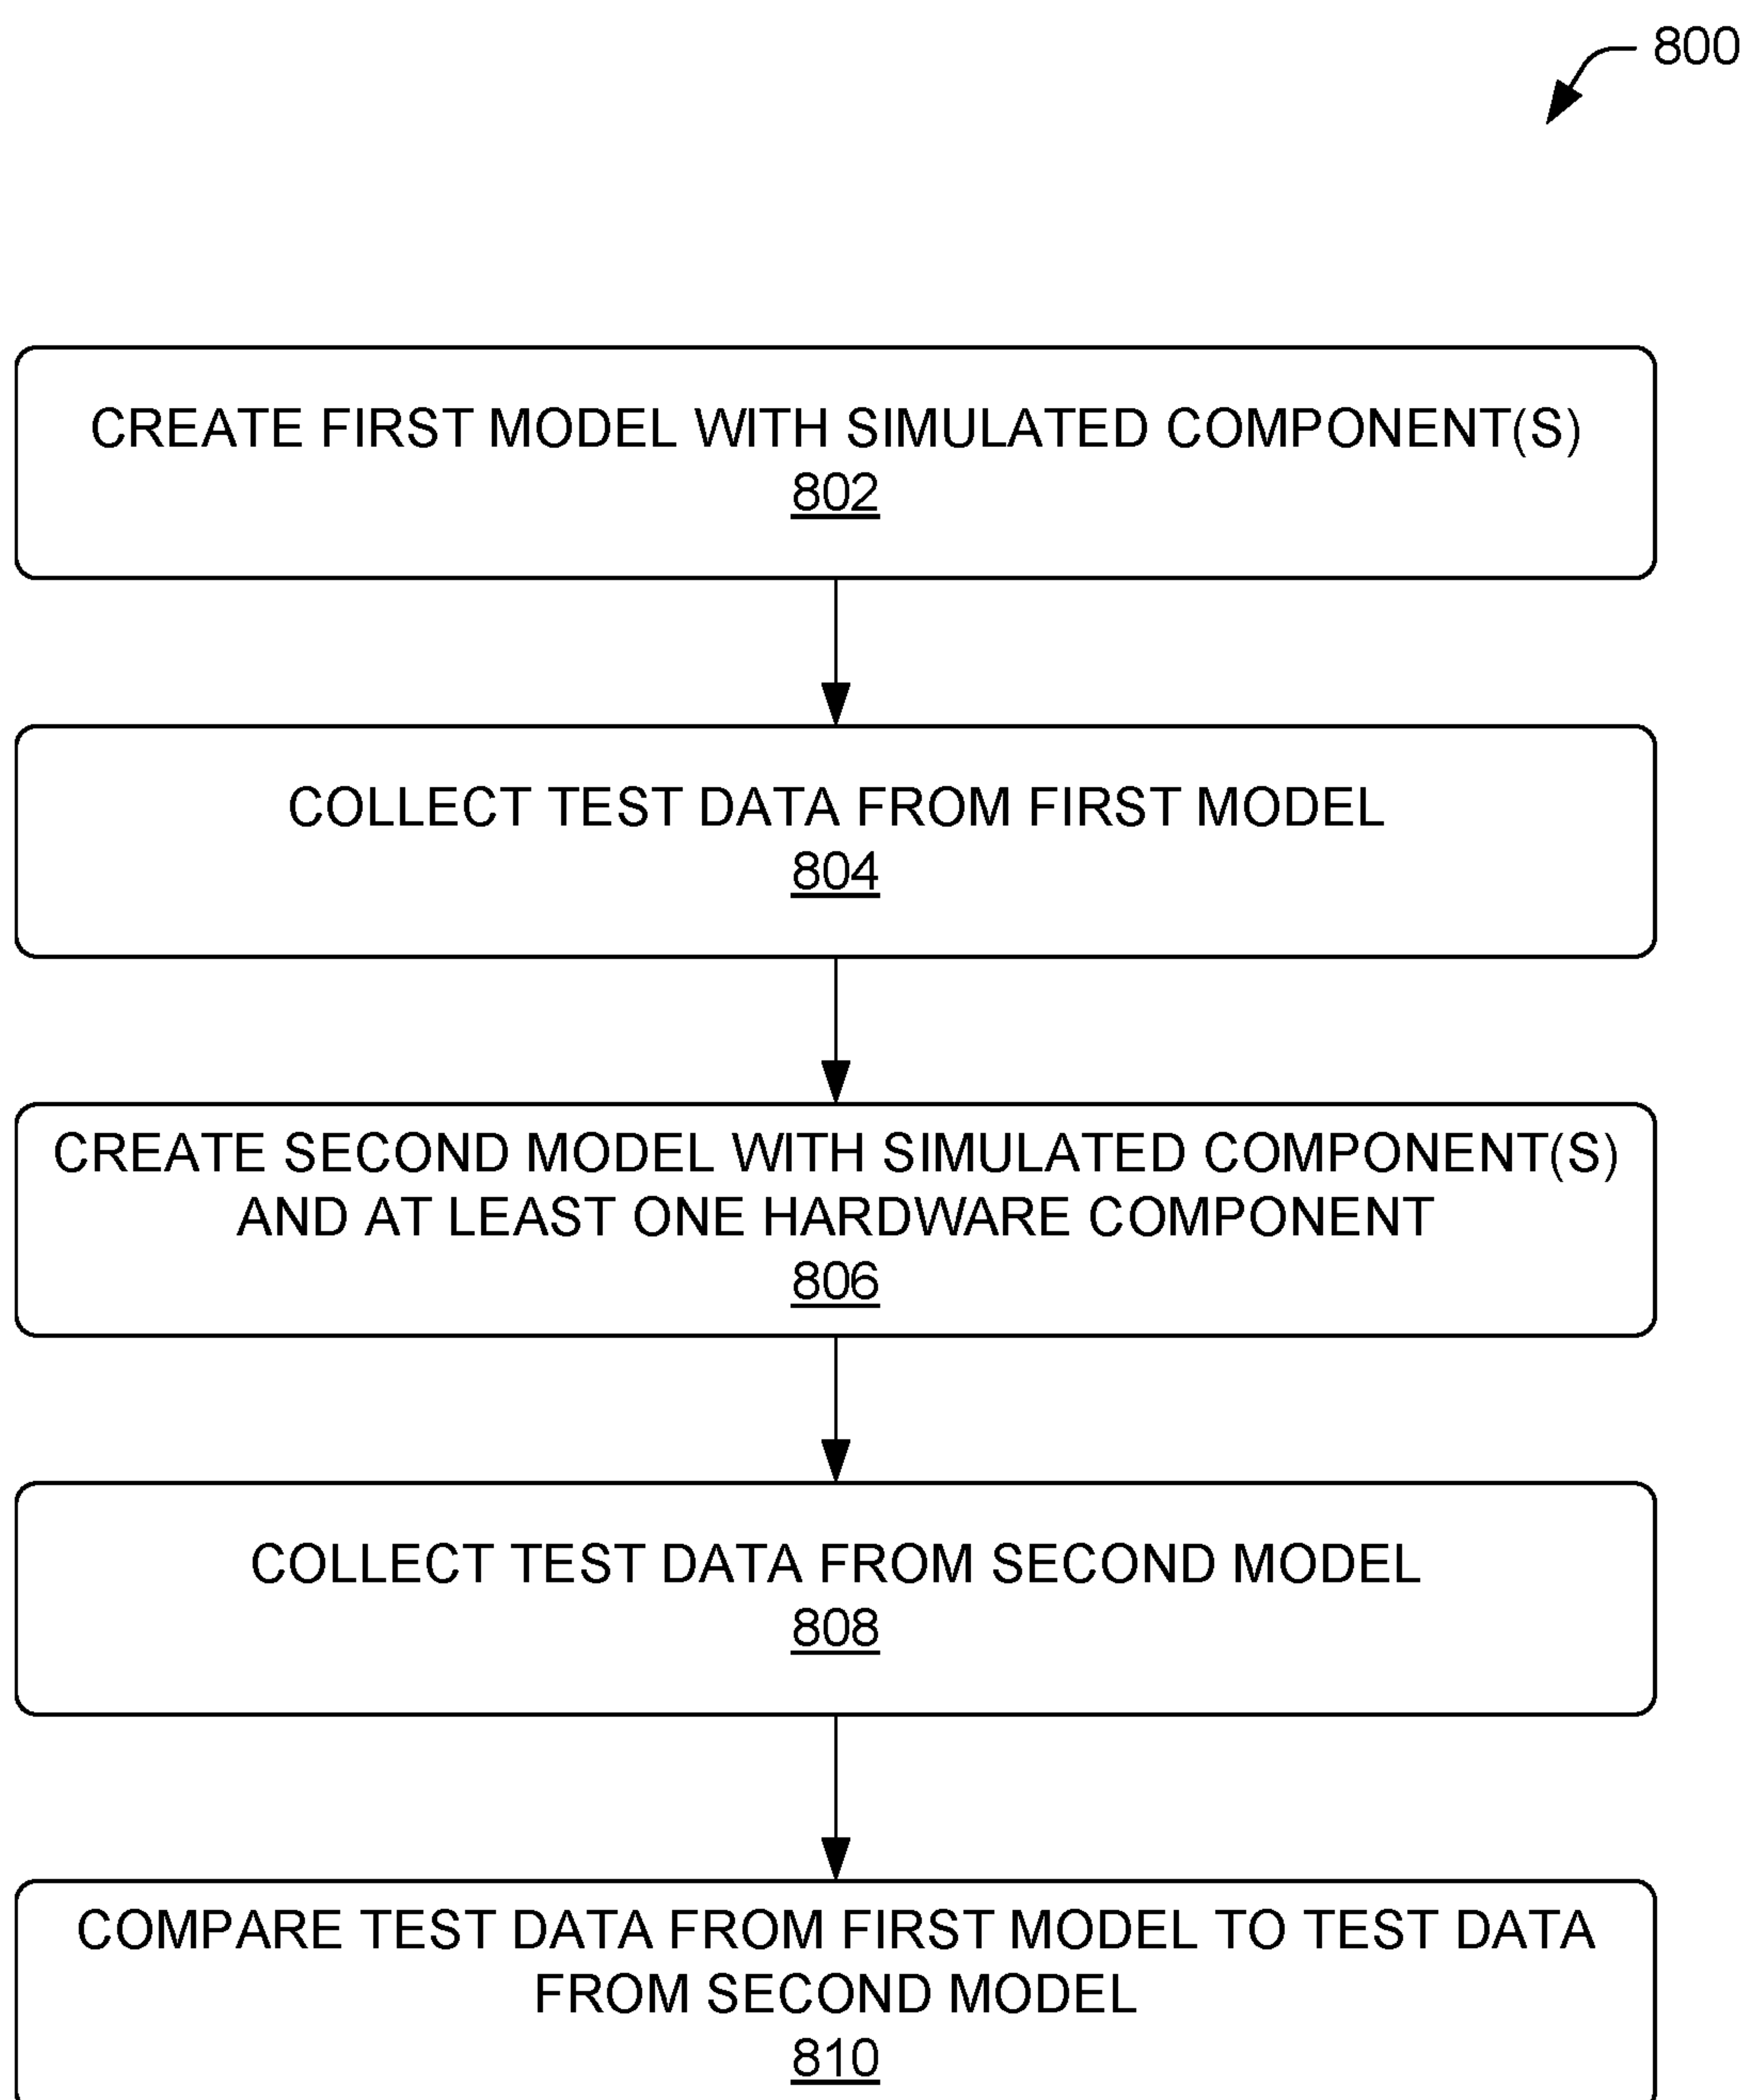 800
CREATE FIRST MODEL WITH SIMULATED COMPONENT(S)
802
COLLECT TEST DATA FROM FIRST MODEL
804
CREATE SECOND MODEL WITH SIMULATED COMPONENT(S)
AND AT LEAST ONE HARDWARE COMPONENT
806
COLLECT TEST DATA FROM SECOND MODEL
808
COMPARE TEST DATA FROM FIRST MODEL TO TEST DATA
FROM SECOND MODEL
810